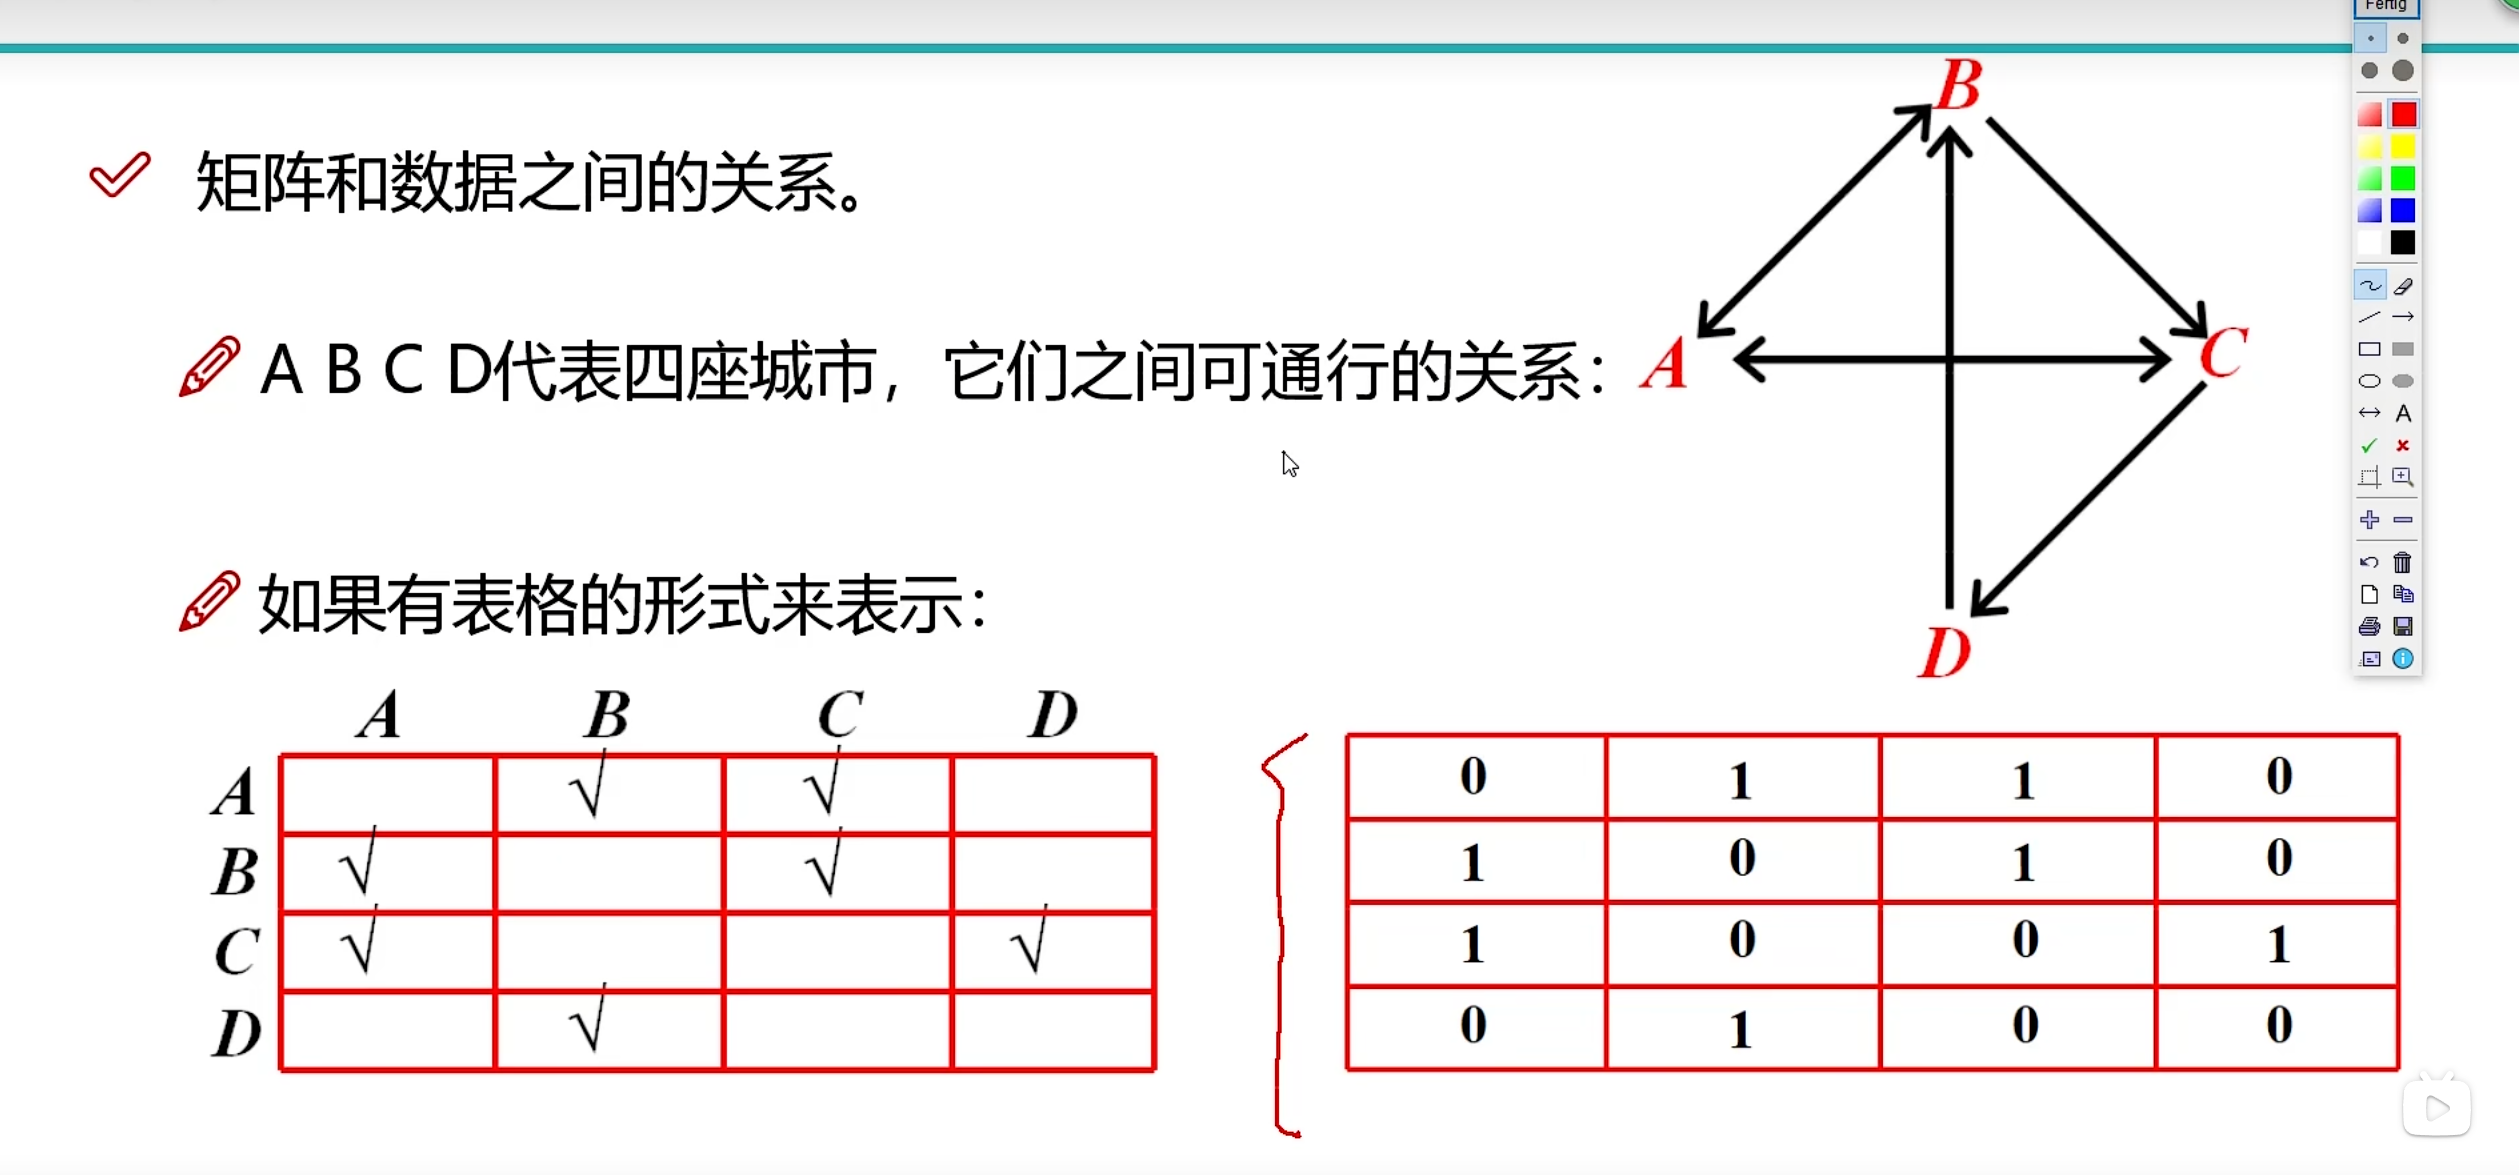 Fertig
矩阵和数据之间的关系。
B
A B C D代表四座城市，它们之间可通行的关系：
A
C
如果有表格的形式来表示：
D
A B C D
A √ √
B √ √
C √ √
D √
0 1 1 0
1 0 1 0
1 0 0 1
0 1 0 0
A